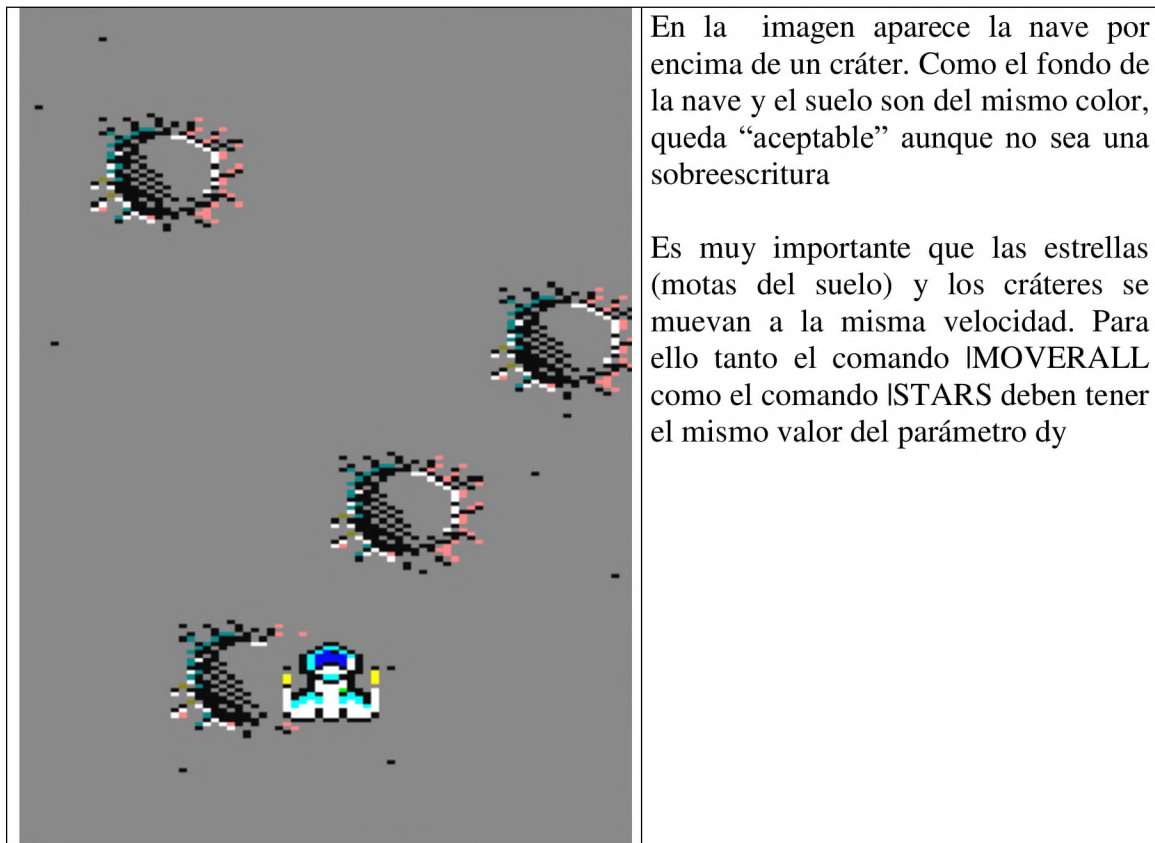 En la imagen aparece la nave por
encima de un cráter. Como el fondo de
la nave y el suelo son del mismo color,
queda “aceptable” aunque no sea una
sobreescritura
Es muy importante que las estrellas
(motas del suelo) y los cráteres se
muevan a la misma velocidad. Para
ello tanto el comando |MOVERALL
como el comando |STARS deben tener
el mismo valor del parámetro dy